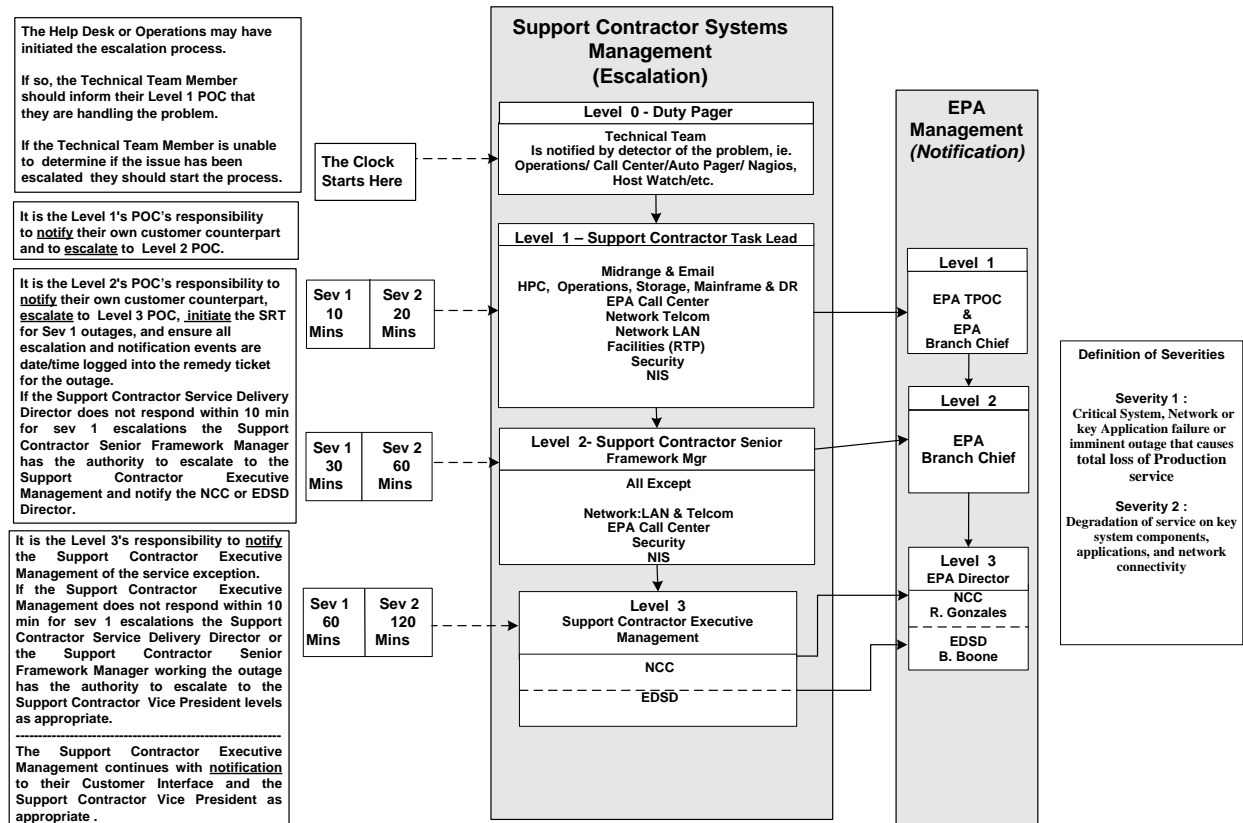 The Help Desk or Operations may have
initiated the escalation process.
If so, the Technical Team Member
should inform their Level 1 POC that
they are handling the problem.
If the Technical Team Member is unable
to determine if the issue has been
escalated they should start the process.
It is the Level 1's POC's responsibility
to notify their own customer counterpart
and to escalate to Level 2 POC.
It is the Level 2's POC's responsibility to
notify their own customer counterpart,
escalate to Level 3 POC, initiate the SRT
for Sev 1 outages, and ensure all
escalation and notification events are
date/time logged into the remedy ticket
for the outage.
If the Support Contractor Service Delivery
Director does not respond within 10 min
for sev 1 escalations the Support
Contractor Senior Framework Manager
has the authority to escalate to the
Support Contractor Executive
Management and notify the NCC or EDSD
Director.
It is the Level 3's responsibility to notify
the Support Contractor Executive
Management of the service exception.
If the Support Contractor Executive
Management does not respond within 10
min for sev 1 escalations the Support
Contractor Service Delivery Director or
the Support Contractor Senior
Framework Manager working the outage
has the authority to escalate to the
Support Contractor Vice President levels
as appropriate.
------------------------------------------------------------
The Support Contractor Executive
Management continues with notification
to their Customer Interface and the
Support Contractor Vice President as
appropriate .
The Clock
Starts Here
Sev 1
10
Mins
Sev 2
20
Mins
Sev 1
30
Mins
Sev 2
60
Mins
Sev 1
60
Mins
Sev 2
120
Mins
Support Contractor Systems
Management
(Escalation)
Level 0 - Duty Pager
Technical Team
Is notified by detector of the problem, ie.
Operations/ Call Center/Auto Pager/ Nagios,
Host Watch/etc.
Level 1 – Support Contractor Task Lead
Midrange & Email
HPC, Operations, Storage, Mainframe & DR
EPA Call Center
Network Telcom
Network LAN
Facilities (RTP)
Security
NIS
Level 2- Support Contractor Senior
Framework Mgr
All Except
Network:LAN & Telcom
EPA Call Center
Security
NIS
Level 3
Support Contractor Executive
Management
NCC
EDSD
EPA
Management
(Notification)
Level 1
EPA TPOC
&
EPA
Branch Chief
Level 2
EPA
Branch Chief
Level 3
EPA Director
NCC
R. Gonzales
EDSD
B. Boone
Definition of Severities
Severity 1 :
Critical System, Network or
key Application failure or
imminent outage that causes
total loss of Production
service
Severity 2 :
Degradation of service on key
system components,
applications, and network
connectivity